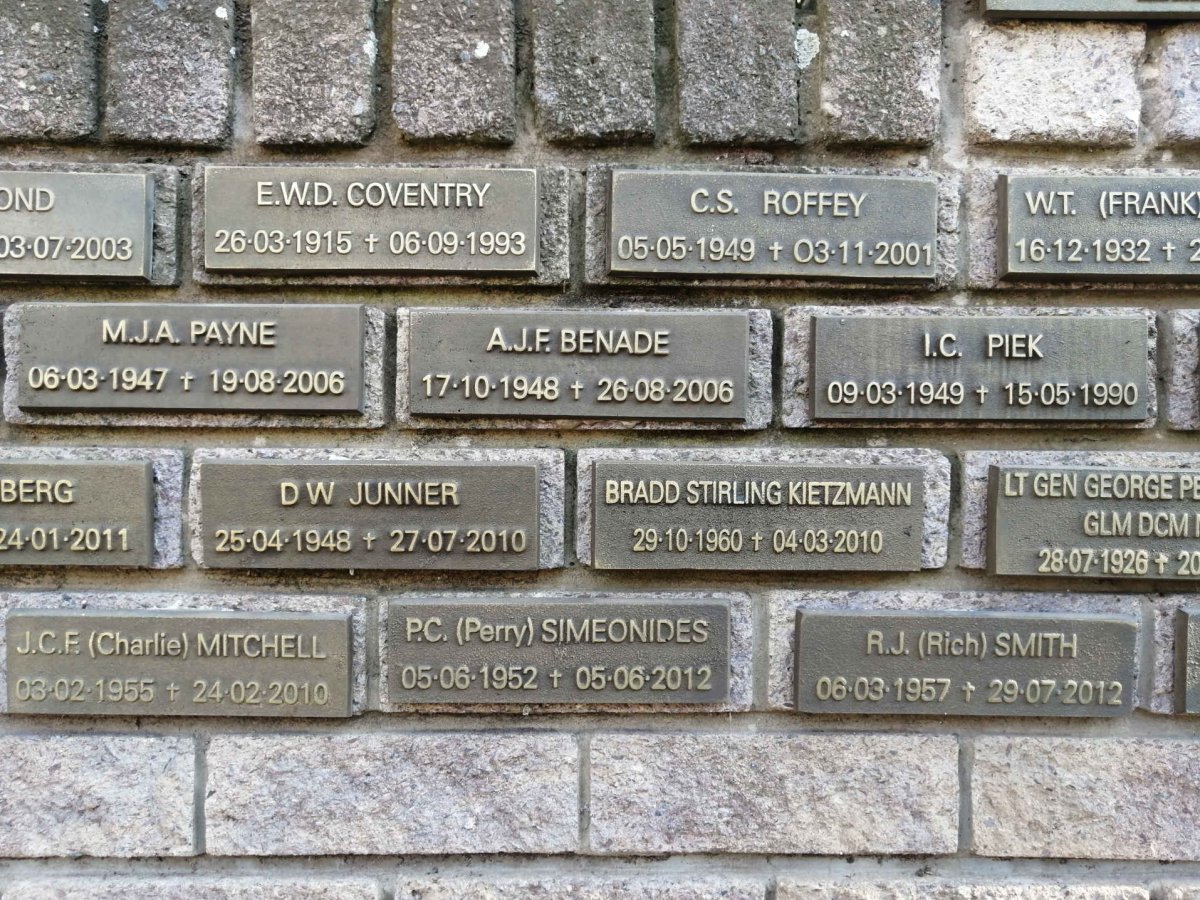 OND
03·07·2003
E.W.D. COVENTRY
26·03·1915 † 06·09·1993
C.S. ROFFEY
05·05·1949 † 03·11·2001
W.T. (FRANK)
16·12·1932 † 2
M.J.A. PAYNE
06·03·1947 † 19·08·2006
A.J.F. BENADE
17·10·1948 † 26·08·2006
I.C. PIEK
09·03·1949 † 15·05·1990
BERG
24·01·2011
D W JUNNER
25·04·1948 † 27·07·2010
BRADD STIRLING KIETZMANN
29·10·1960 † 04·03·2010
LT GEN GEORGE PE
GLM DCM
28·07·1926 † 20
J.C.F. (Charlie) MITCHELL
03·02·1955 † 24·02·2010
P.C. (Perry) SIMEONIDES
05·06·1952 † 05·06·2012
R.J. (Rich) SMITH
06·03·1957 † 29·07·2012